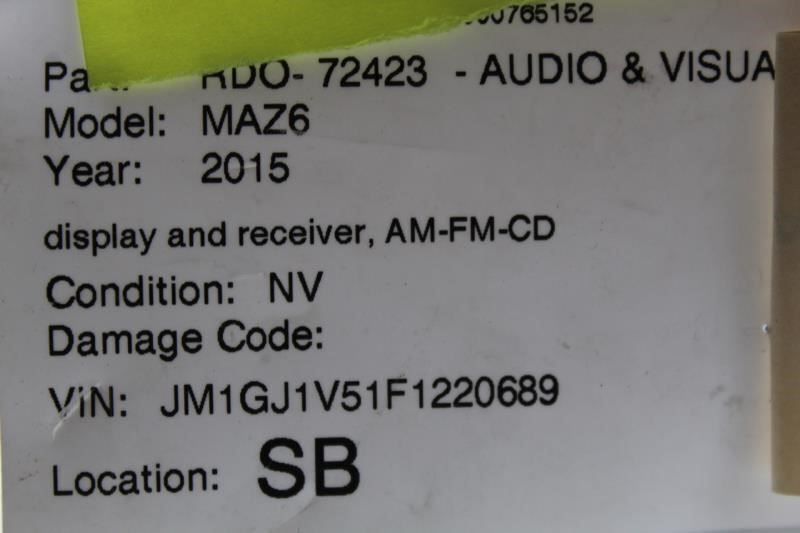 765152
RDO- 72423 - AUDIO & VISUA
Model: MAZ6
Year: 2015
display and receiver, AM-FM-CD
Condition: NV
Damage Code:
VIN: JM1GJ1V51F1220689
Location: SB